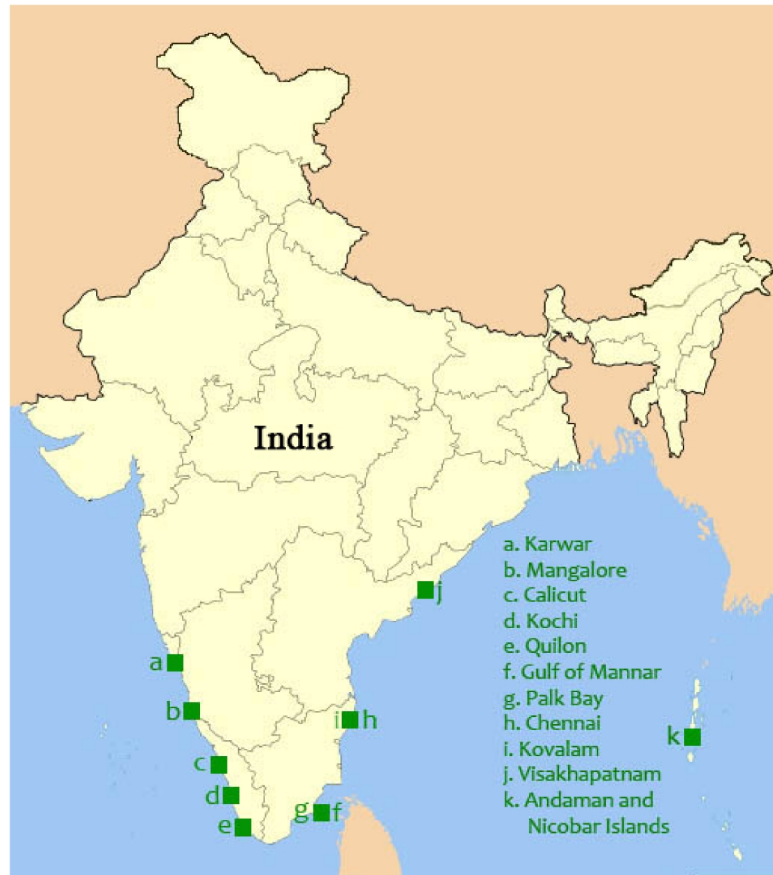 India
a. Karwar
b. Mangalore
c. Calicut
d. Kochi
e. Quilon
f. Gulf of Mannar
g. Palk Bay
h. Chennai
i. Kovalam
j. Visakhapatnam
k. Andaman and
Nicobar Islands
j
a
b
i h
k
c
d
g f
e